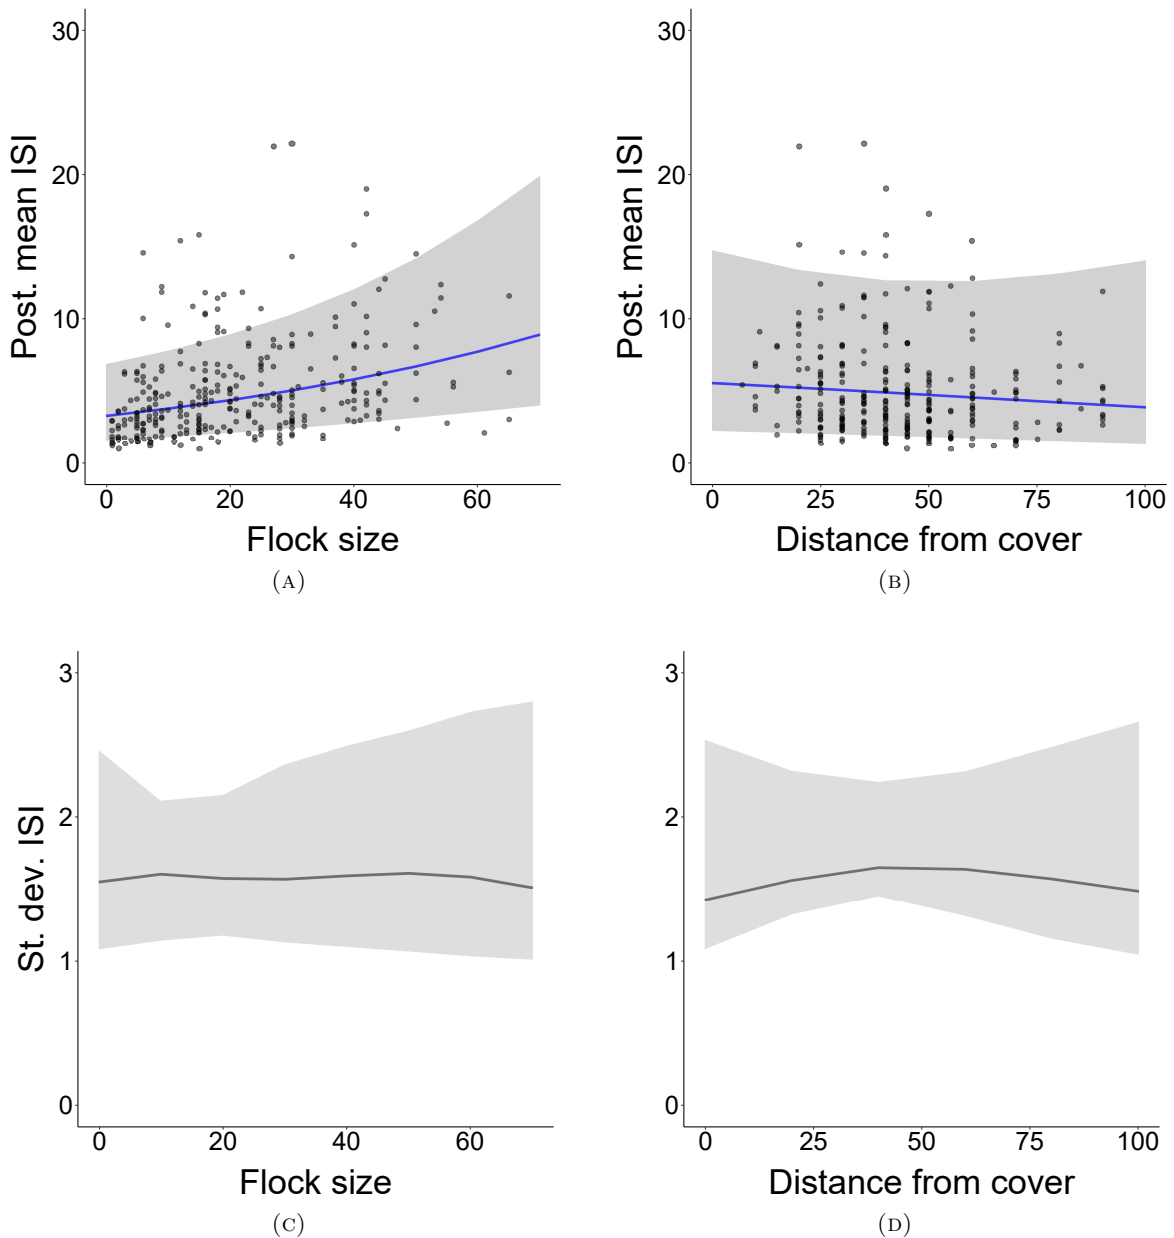 30
20
10
0
Post. mean ISI
0 20 40 60
Flock size
(A)
30
20
10
0
Post. mean ISI
0 25 50 75 100
Distance from cover
(B)
3
2
1
0
St. dev. ISI
0 20 40 60
Flock size
(C)
3
2
1
0
0 25 50 75 100
Distance from cover
(D)